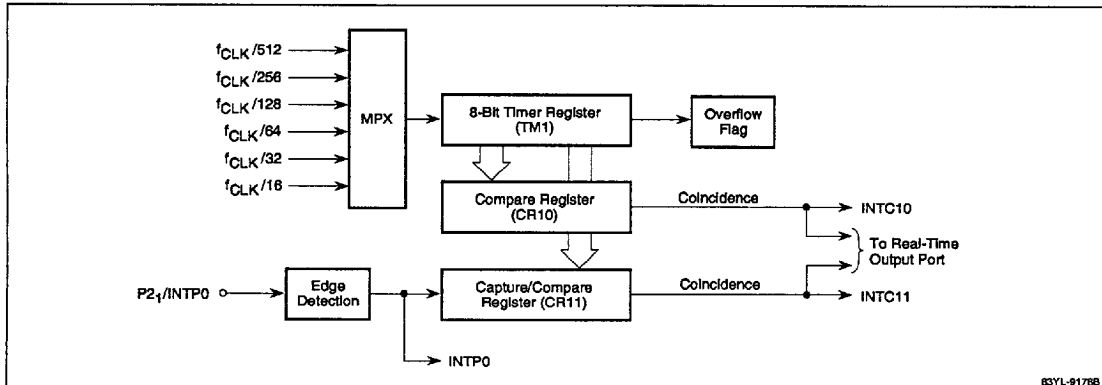 fCLK/512
fCLK/256
fCLK/128
fCLK/64
fCLK/32
fCLK/16
MPX
8-Bit Timer Register
(TM1)
Overflow
Flag
Compare Register
(CR10)
Coincidence
INTC10
To Real-Time
Output Port
P21/INTP0
Edge
Detection
Capture/Compare
Register (CR11)
Coincidence
INTC11
INTP0
83YL-9176B